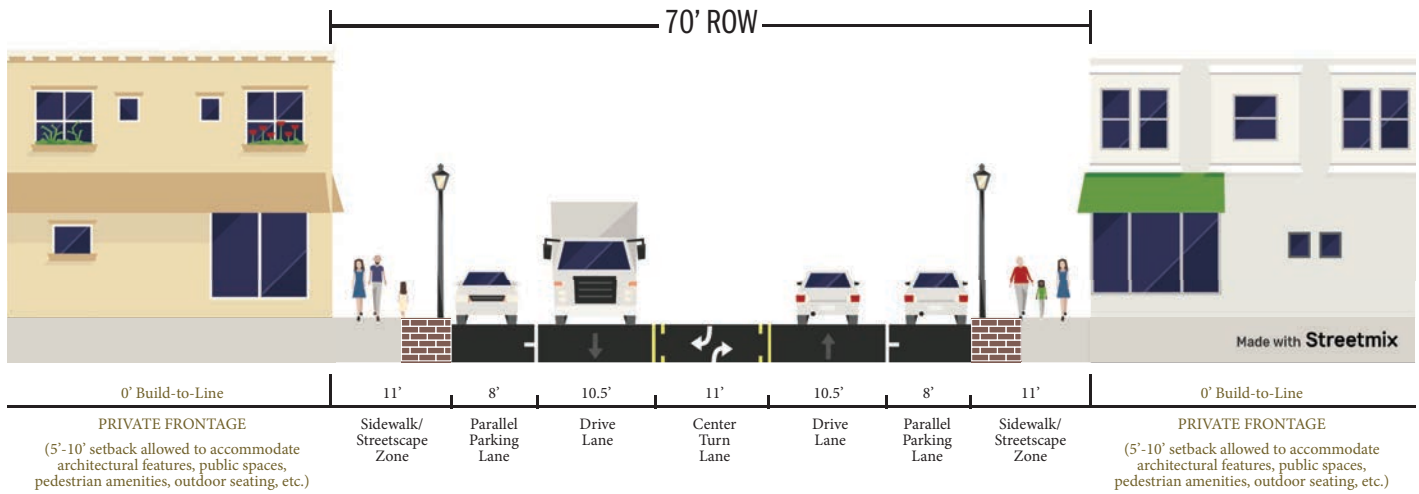 70' ROW
Made with Streetmix
0' Build-to-Line
11'
8'
10.5'
11'
10.5'
8'
11'
0' Build-to-Line
PRIVATE FRONTAGE
(5'-10' setback allowed to accommodate
architectural features, public spaces,
pedestrian amenities, outdoor seating, etc.)
Sidewalk/
Streetscape
Zone
Parallel
Parking
Lane
Drive
Lane
Center
Turn
Lane
Drive
Lane
Parallel
Parking
Lane
Sidewalk/
Streetscape
Zone
PRIVATE FRONTAGE
(5'-10' setback allowed to accommodate
architectural features, public spaces,
pedestrian amenities, outdoor seating, etc.)